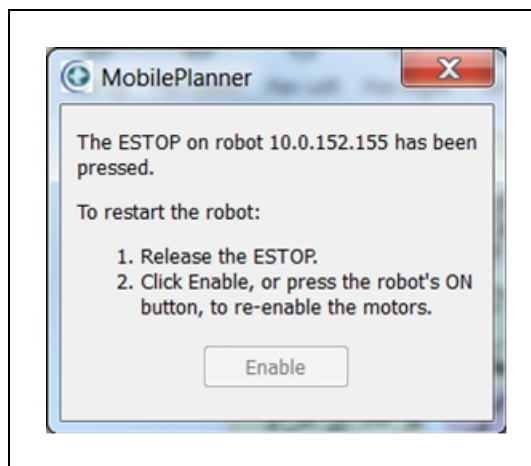 MobilePlanner
The ESTOP on robot 10.0.152.155 has been
pressed.
To restart the robot:
1. Release the ESTOP.
2. Click Enable, or press the robot's ON
button, to re-enable the motors.
Enable